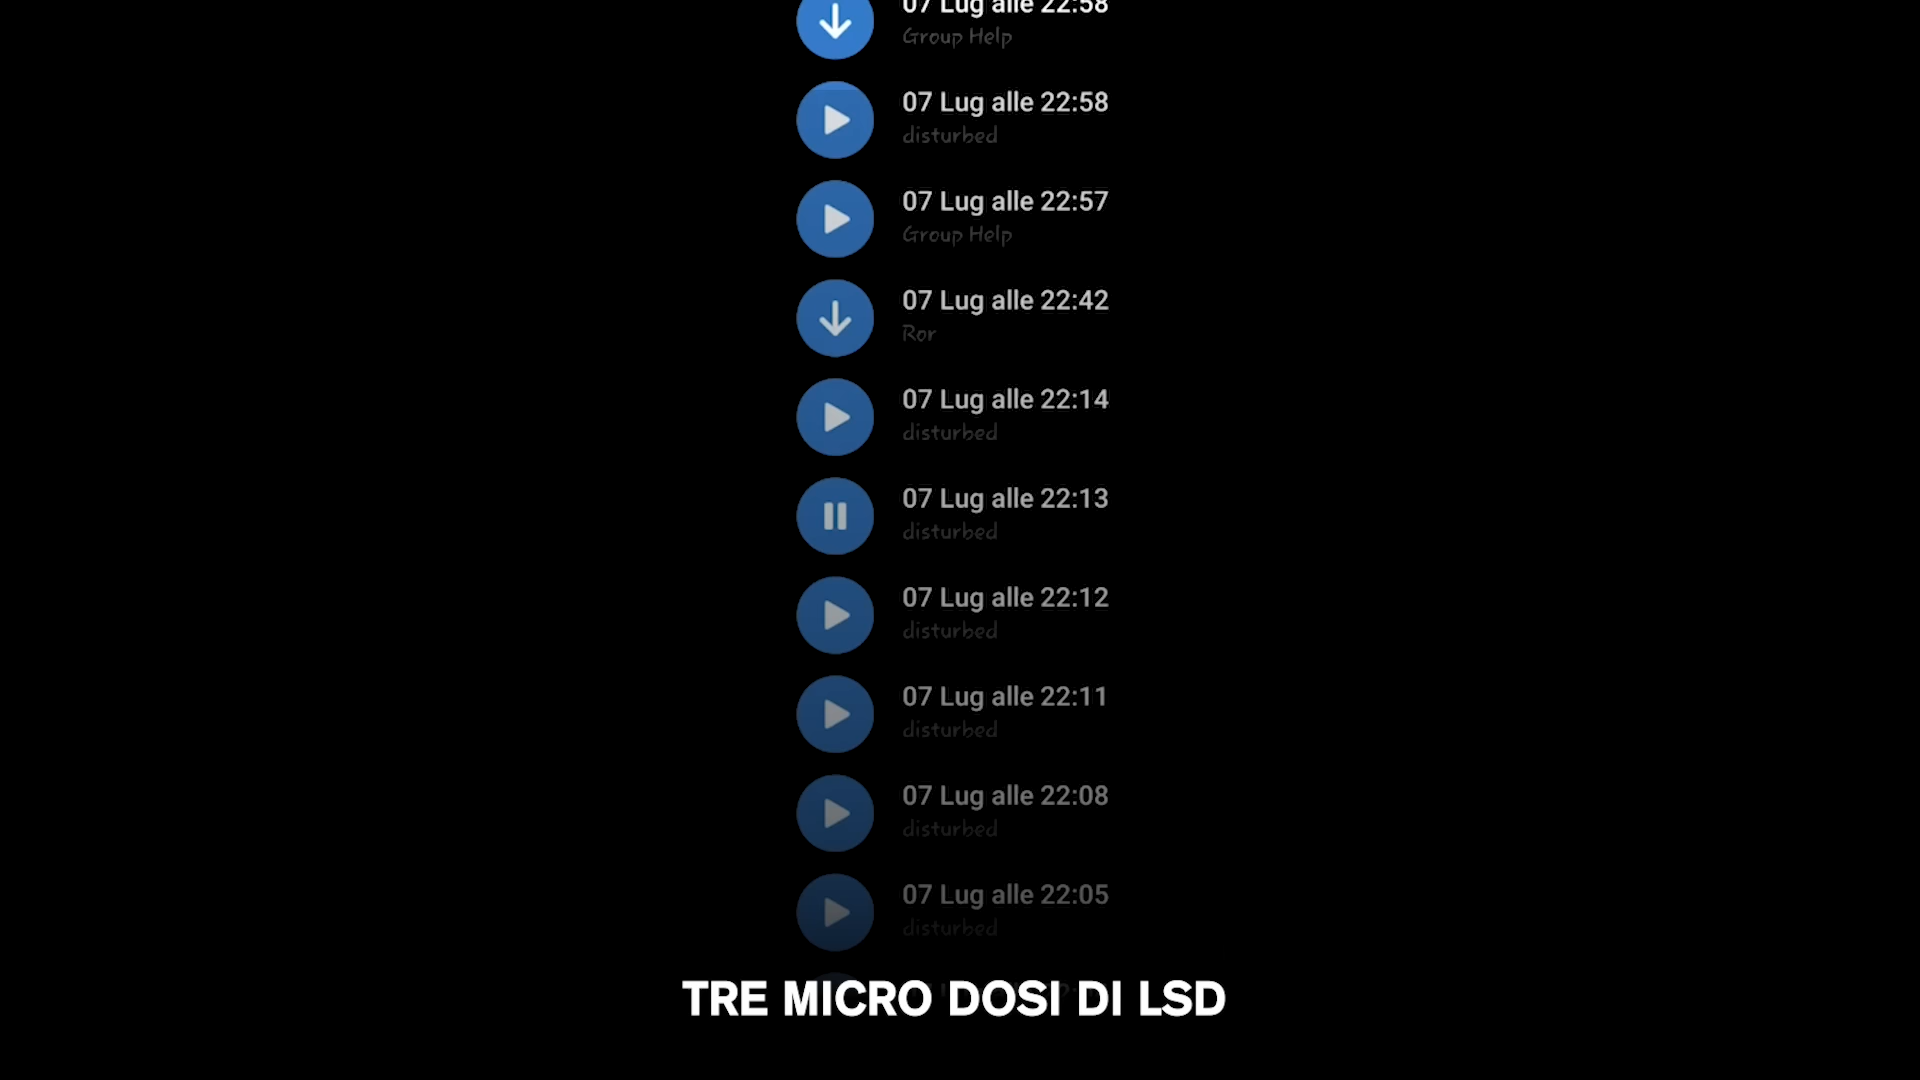 07 Lug alle 22:58
Group Help
07 Lug alle 22:58
disturbed
07 Lug alle 22:57
Group Help
07 Lug alle 22:42
Ror
07 Lug alle 22:14
disturbed
07 Lug alle 22:13
disturbed
07 Lug alle 22:12
disturbed
07 Lug alle 22:11
disturbed
07 Lug alle 22:08
disturbed
07 Lug alle 22:05
disturbed
TRE MICRO DOSI DI LSD